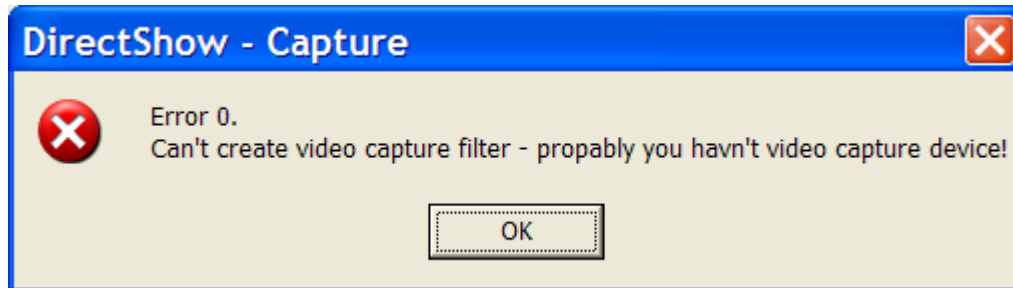 DirectShow - Capture
Error 0.
Can't create video capture filter - propably you havn't video capture device!
OK